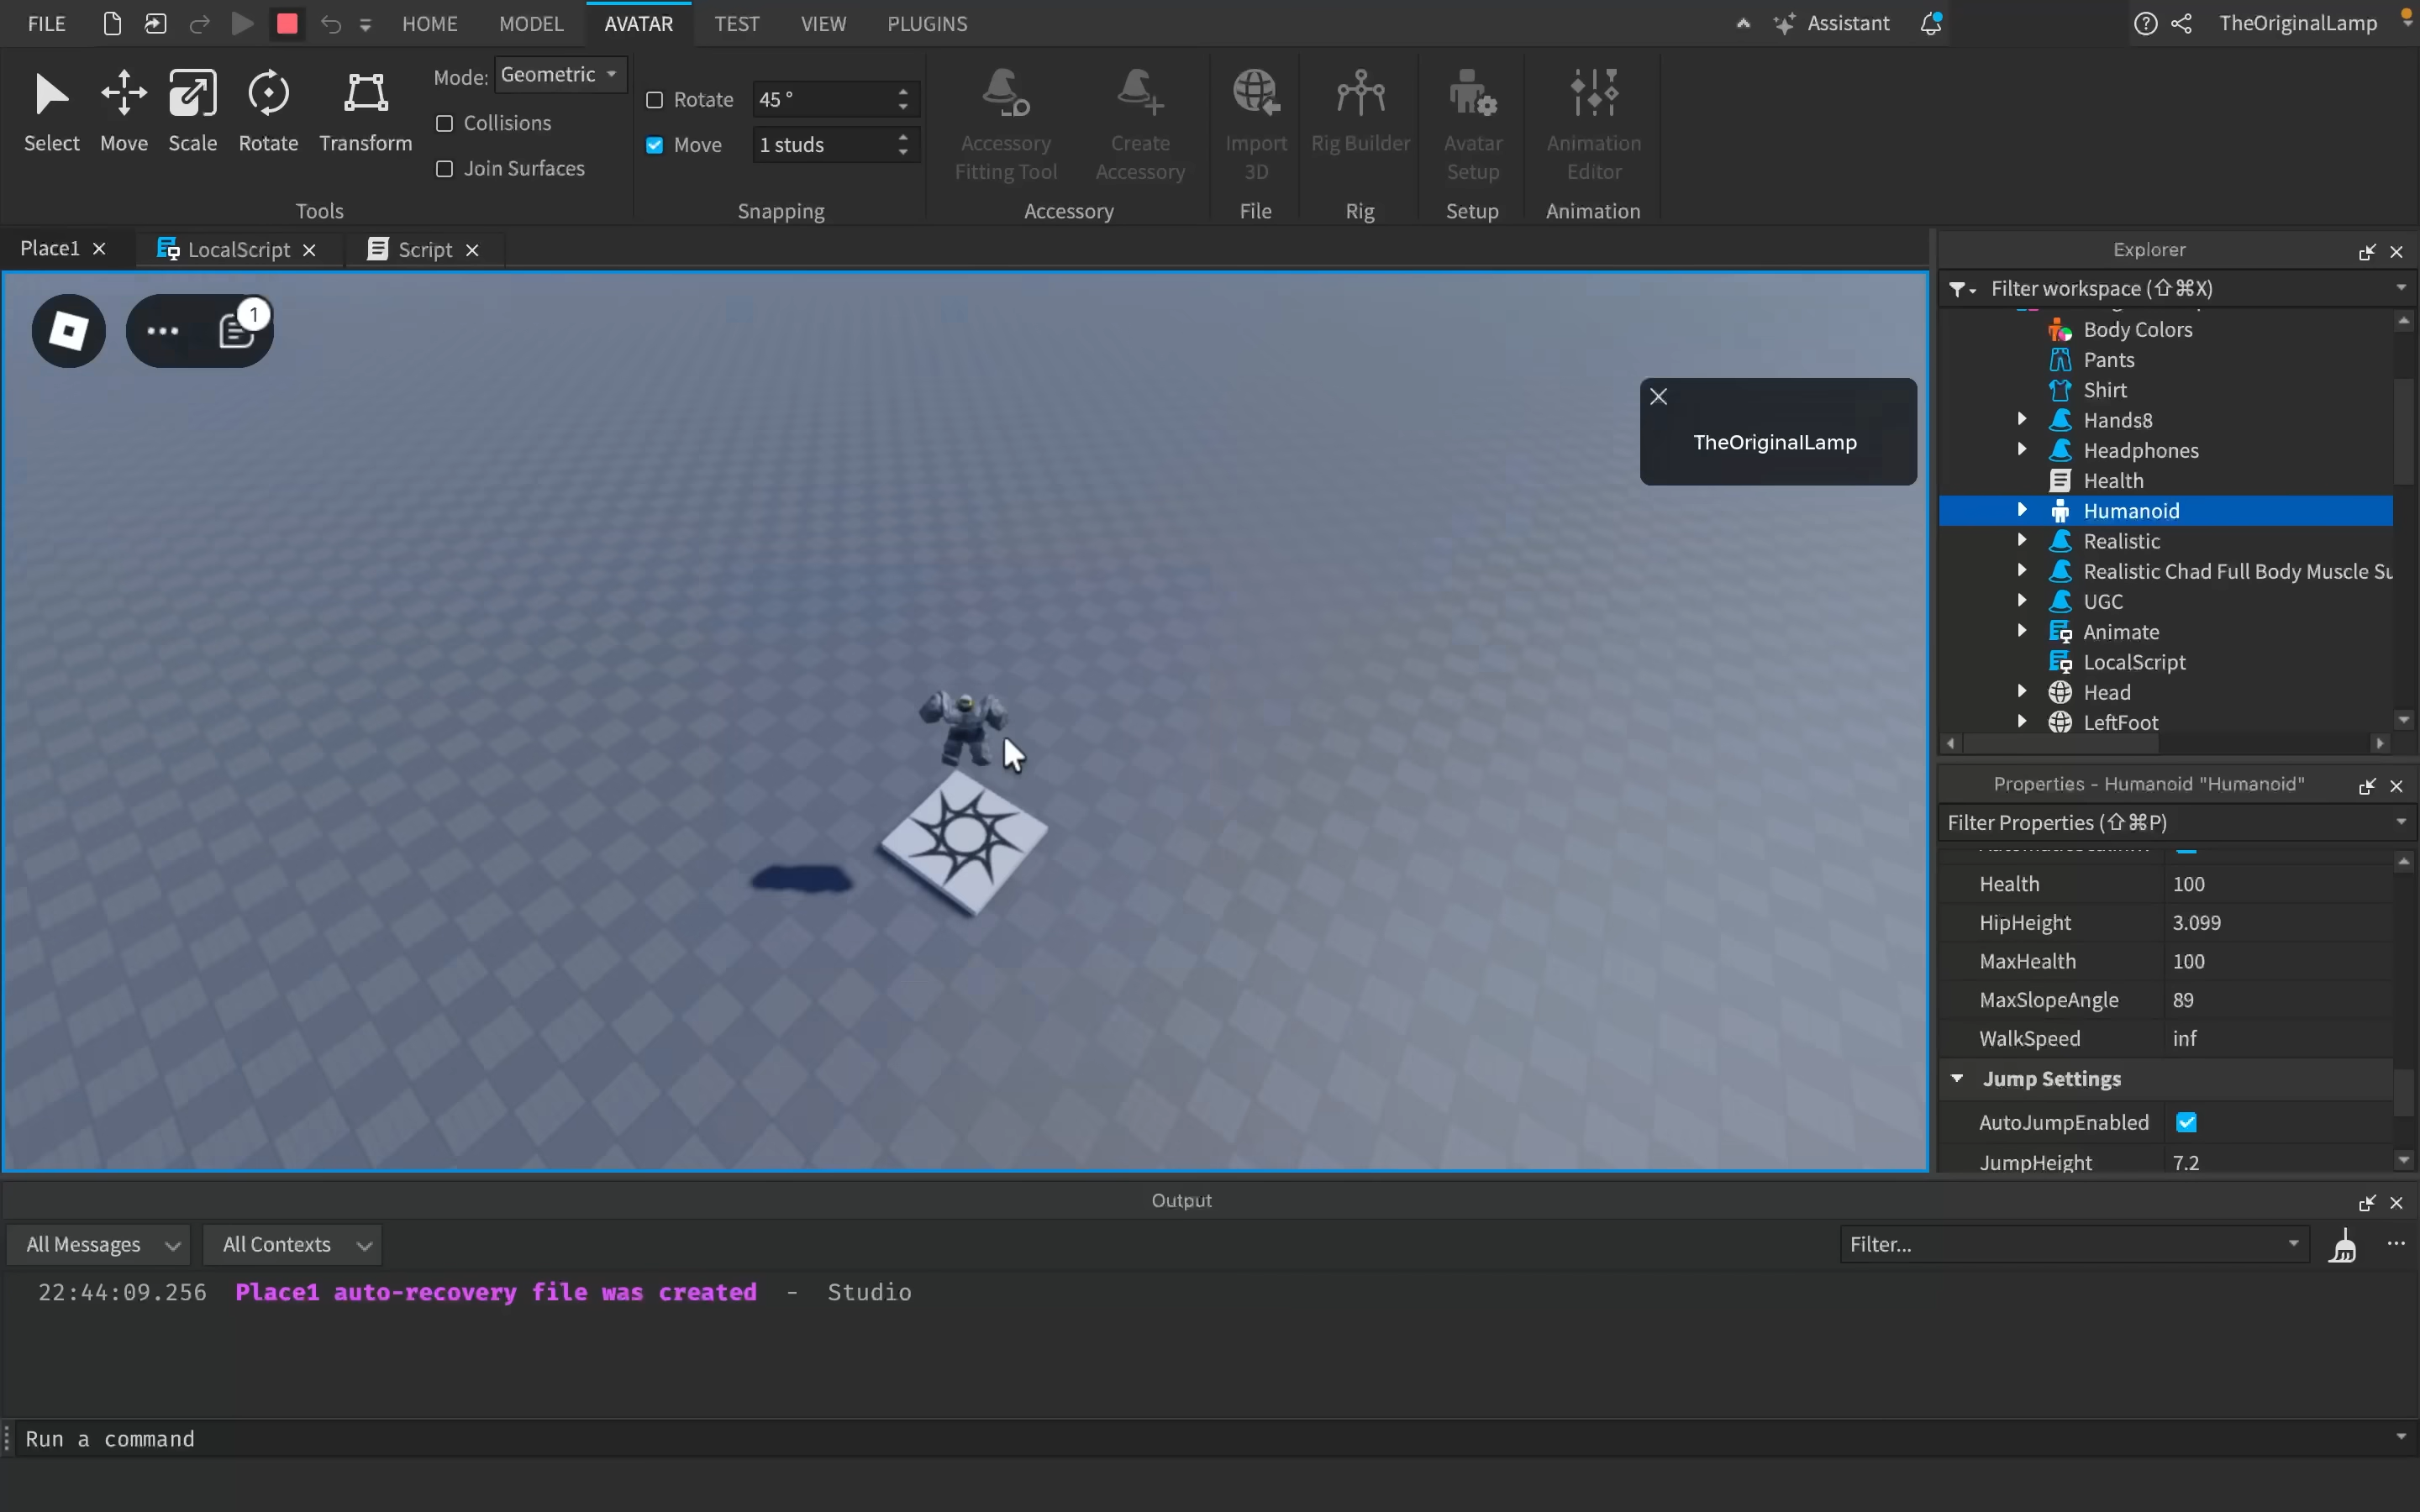 FILE HOME MODEL AVATAR TEST VIEW PLUGINS Assistant TheOriginalLamp
Select Move Scale Rotate Transform
Mode: Geometric
Collisions
Join Surfaces
Tools
Rotate 45 °
Move 1 studs
Snapping
Accessory Fitting Tool
Create Accessory
Accessory
Import 3D
File
Rig Builder
Rig
Avatar Setup
Setup
Animation Editor
Animation
Place1 LocalScript Script
1
TheOriginalLamp
Explorer
Filter workspace (⇧⌘X)
Body Colors
Pants
Shirt
Hands8
Headphones
Health
Humanoid
Realistic
Realistic Chad Full Body Muscle Su
UGC
Animate
LocalScript
Head
LeftFoot
Properties - Humanoid "Humanoid"
Filter Properties (⇧⌘P)
Health 100
HipHeight 3.099
MaxHealth 100
MaxSlopeAngle 89
WalkSpeed inf
Jump Settings
AutoJumpEnabled
JumpHeight 7.2
Output
All Messages All Contexts Filter...
22:44:09.256 Place1 auto-recovery file was created - Studio
Run a command